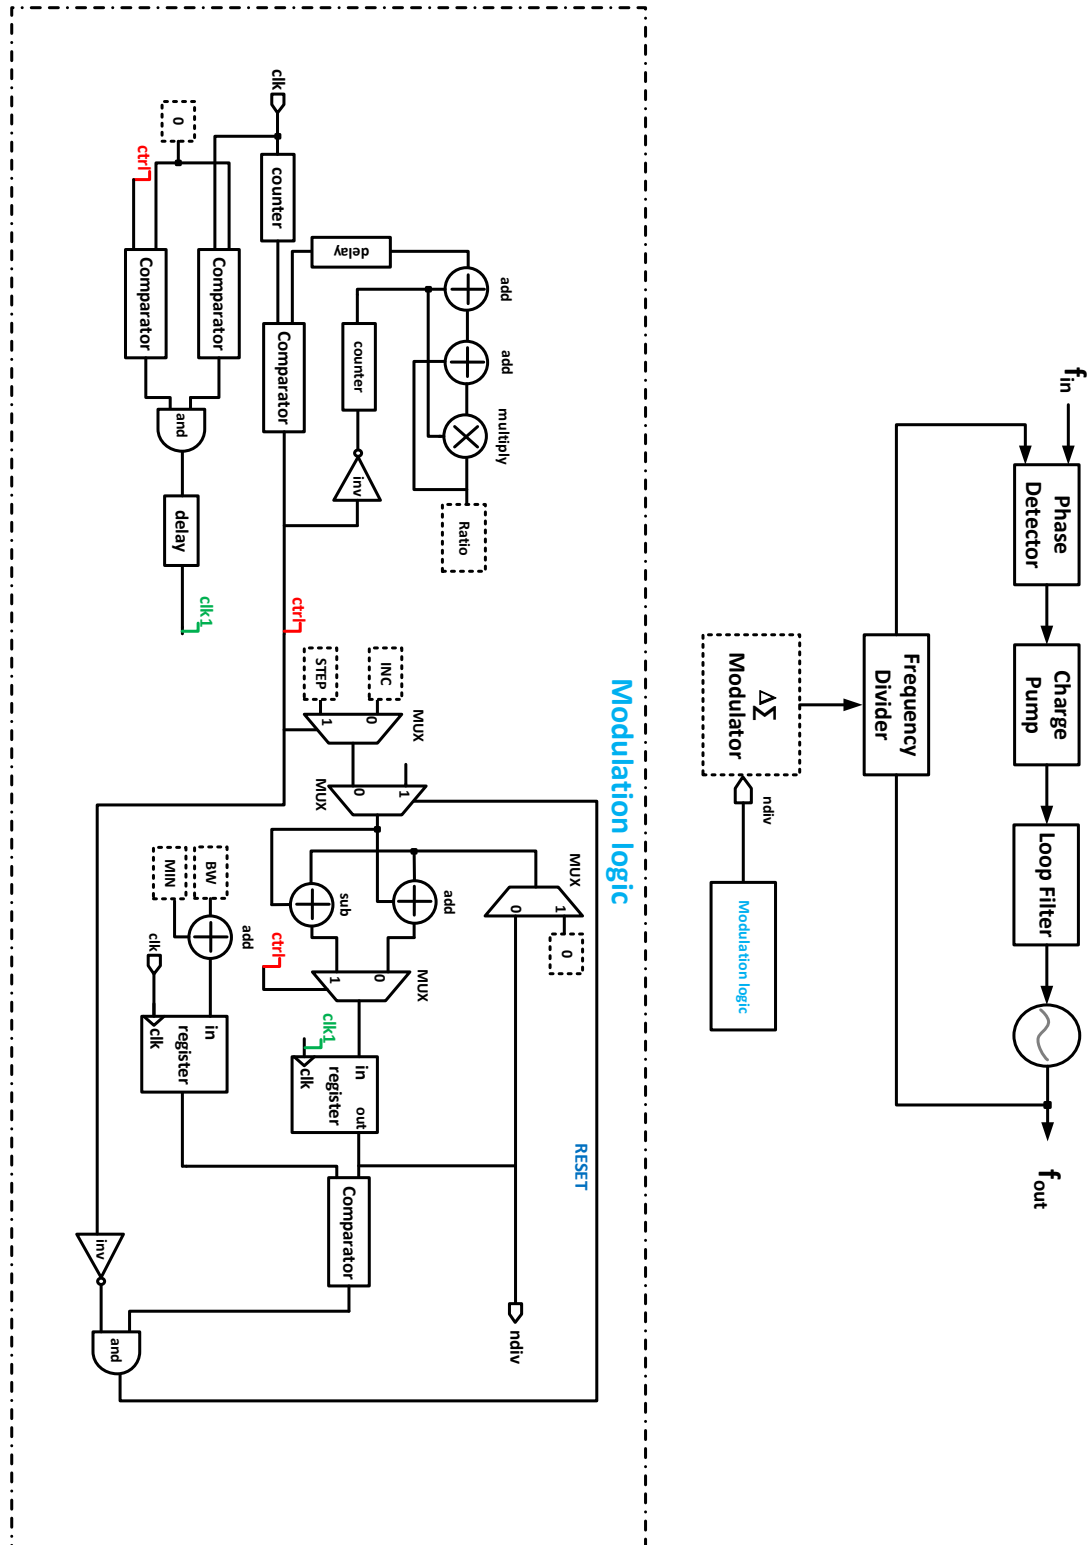 f_in
Phase
Detector
Charge
Pump
Loop Filter
f_out
Frequency
Divider
ΔΣ
Modulator
ndiv
Modulation logic
Modulation logic
RESET
add
add
multiply
Ratio
delay
counter
inv
clk
counter
Comparator
0
ctrl
Comparator
Comparator
and
delay
clk1
ctrl
INC
STEP
MUX
0
1
MUX
1
0
MUX
1
0
0
add
sub
MUX
0
1
ctrl
clk1
in
out
register
clk
ndiv
BW
MIN
add
clk
in
register
clk
Comparator
inv
and